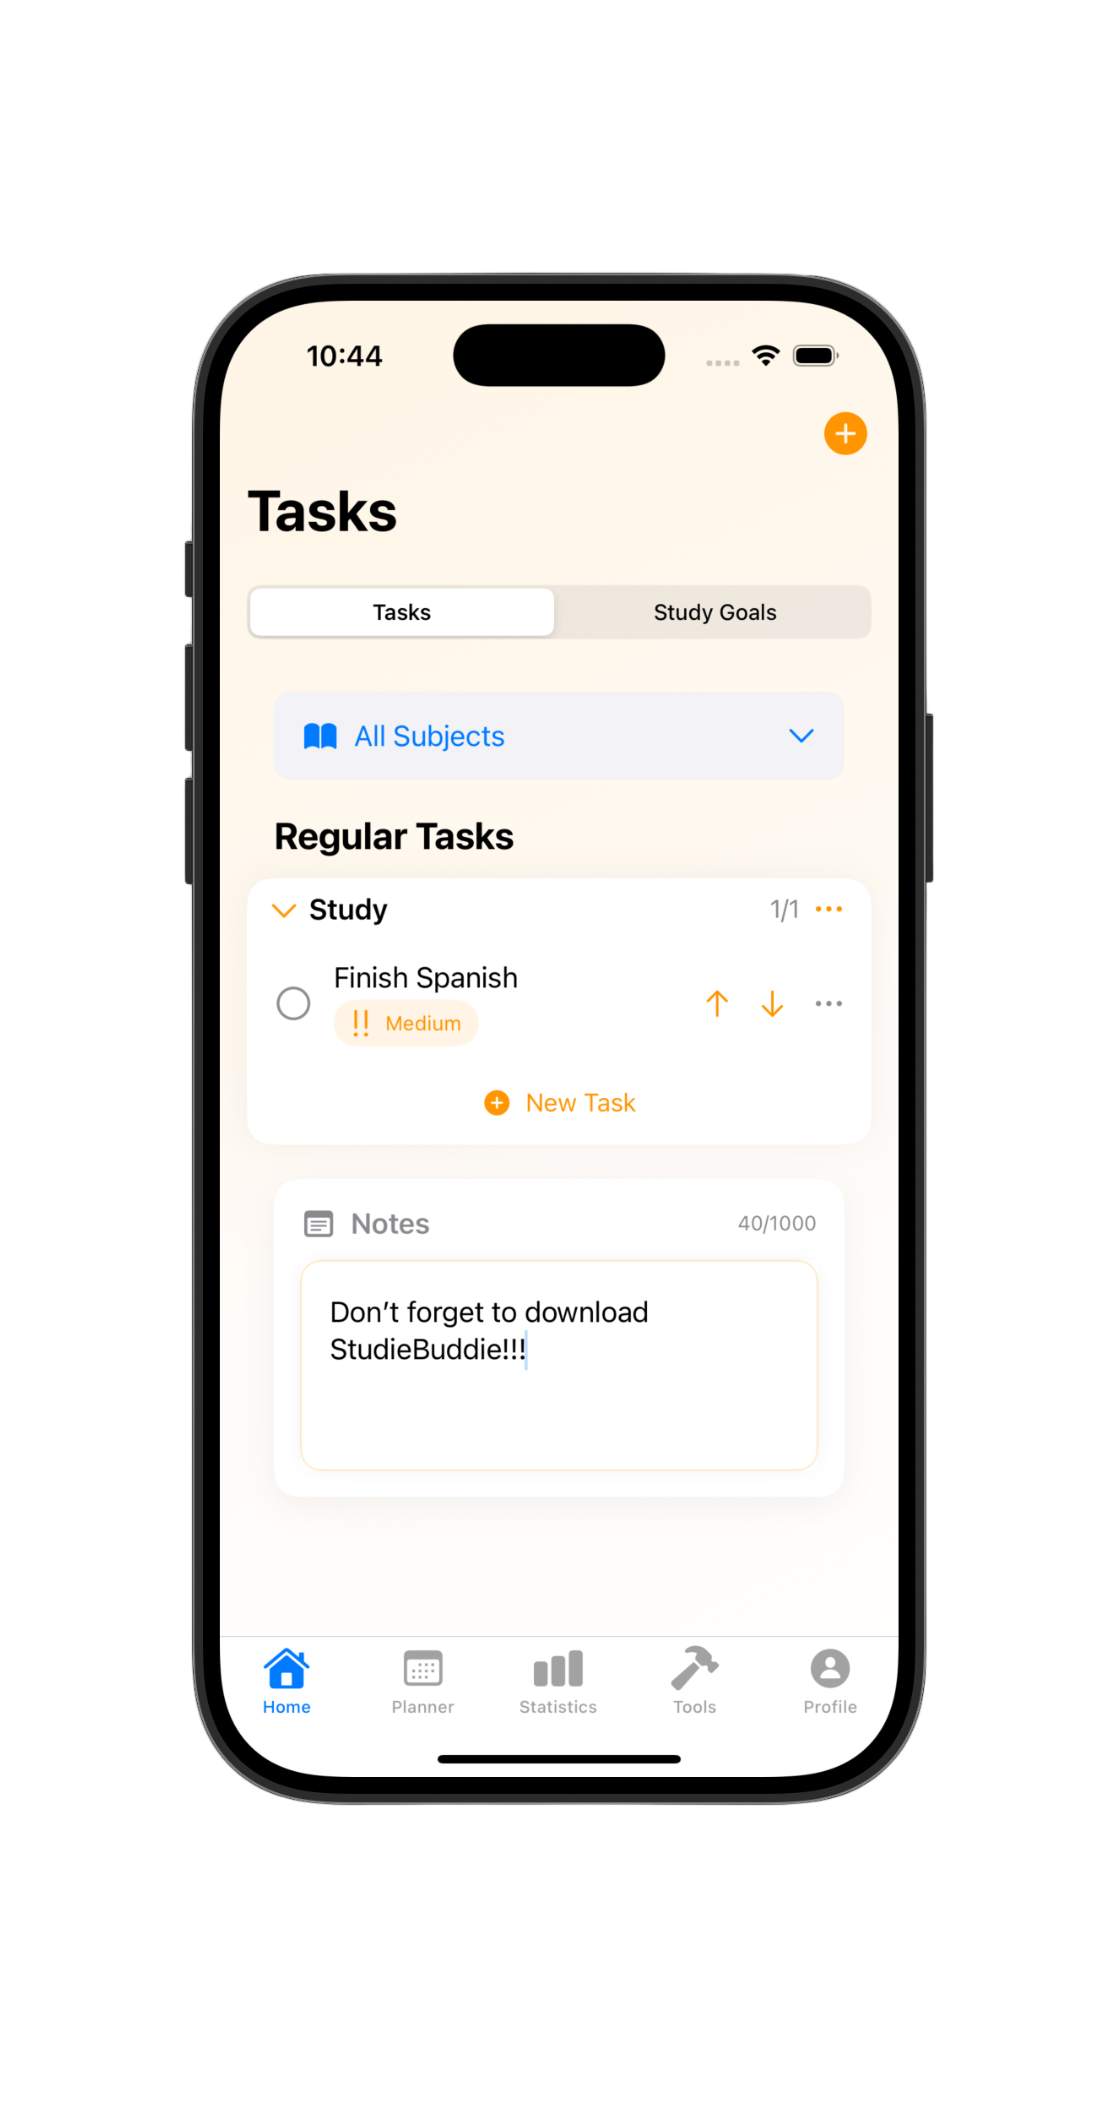 10:44
Tasks
Tasks
Study Goals
All Subjects
Regular Tasks
Study
1/1
Finish Spanish
!! Medium
New Task
Notes
40/1000
Don’t forget to download
StudieBuddie!!!
Home
Planner
Statistics
Tools
Profile